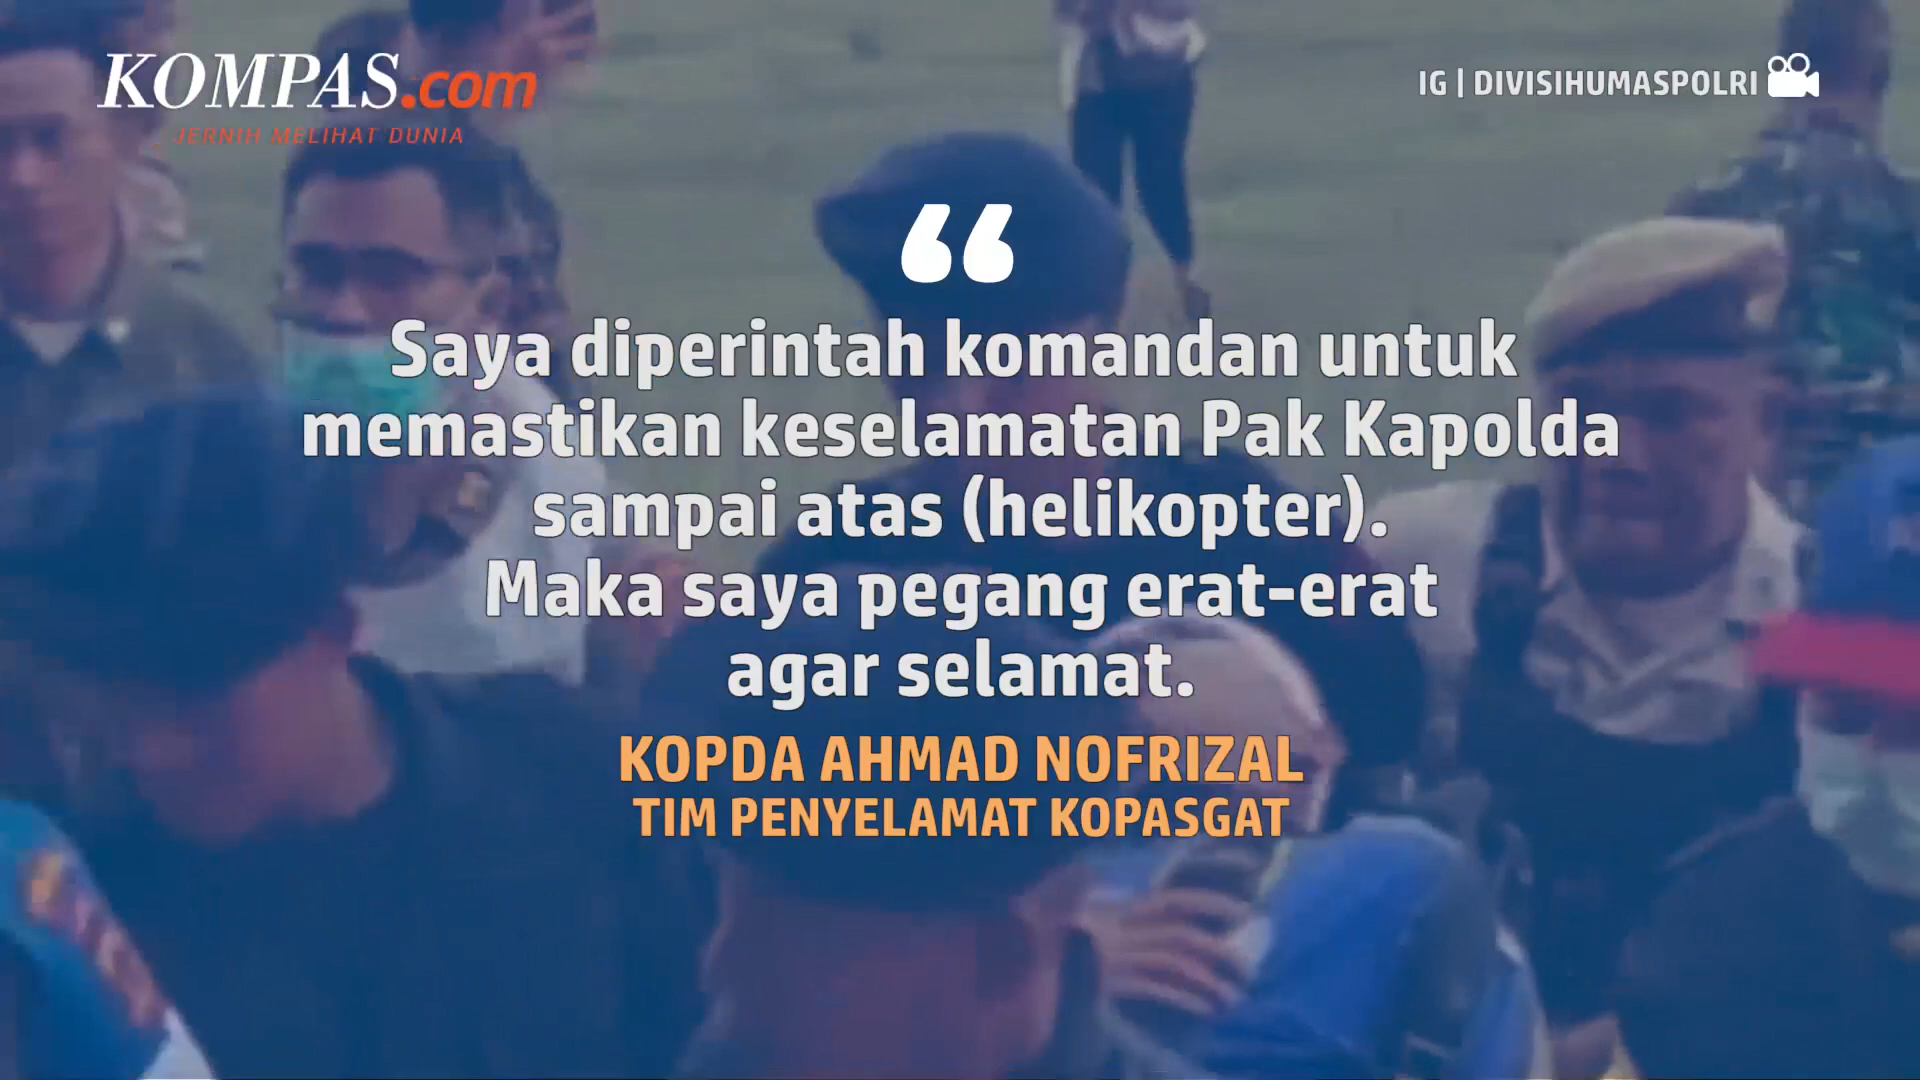 KOMPAS.com
JERNIH MELIHAT DUNIA
IG | DIVISIHUMASPOLRI
“
Saya diperintah komandan untuk
memastikan keselamatan Pak Kapolda
sampai atas (helikopter).
Maka saya pegang erat-erat
agar selamat.
KOPDA AHMAD NOFRIZAL
TIM PENYELAMAT KOPASGAT